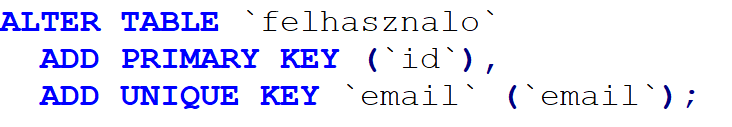 ALTER TABLE `felhasznalo`
  ADD PRIMARY KEY (`id`),
  ADD UNIQUE KEY `email` (`email`);